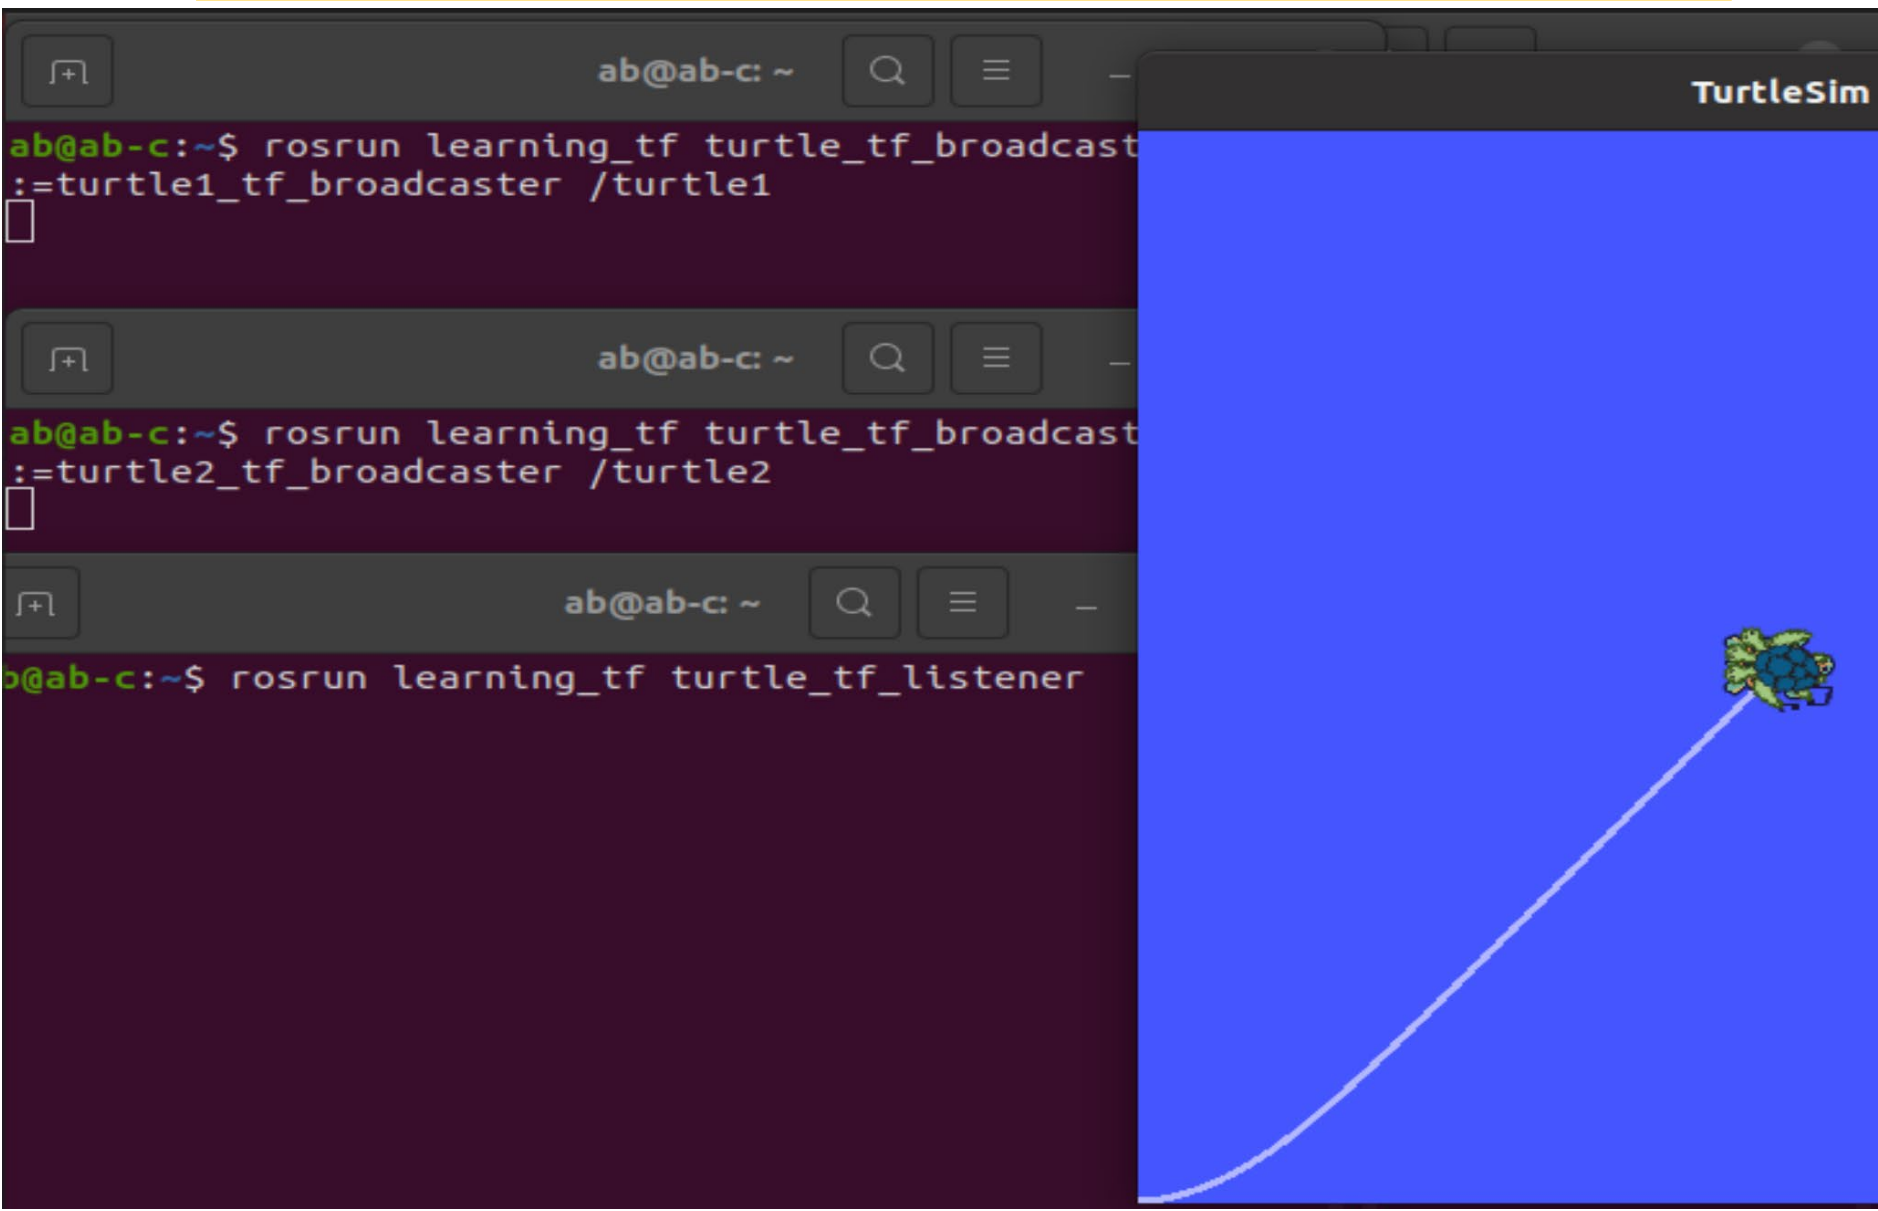 ab@ab-c: ~
TurtleSim
ab@ab-c:~$ rosrun learning_tf turtle_tf_broadcast
:=turtle1_tf_broadcaster /turtle1
ab@ab-c: ~
ab@ab-c:~$ rosrun learning_tf turtle_tf_broadcast
:=turtle2_tf_broadcaster /turtle2
ab@ab-c: ~
b@ab-c:~$ rosrun learning_tf turtle_tf_listener